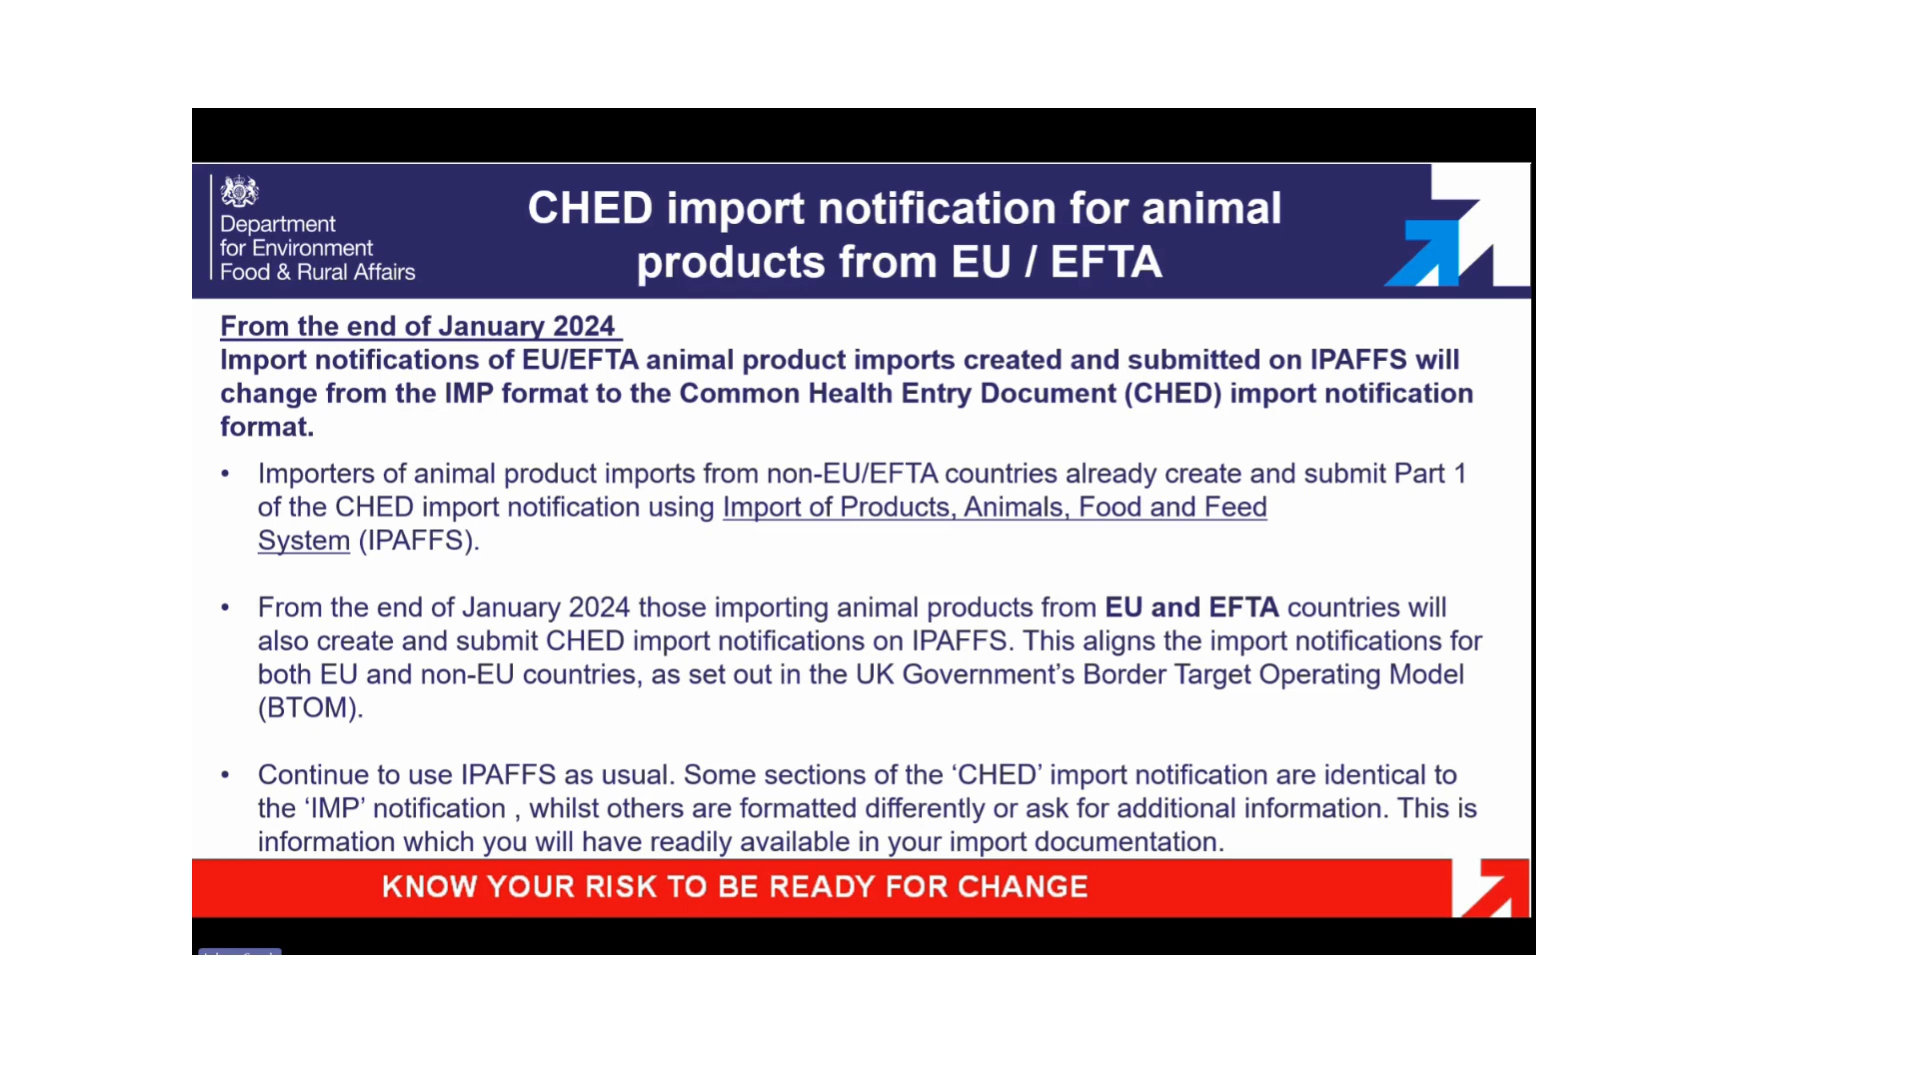 Department
for Environment
Food & Rural Affairs
CHED import notification for animal
products from EU / EFTA
From the end of January 2024
Import notifications of EU/EFTA animal product imports created and submitted on IPAFFS will
change from the IMP format to the Common Health Entry Document (CHED) import notification
format.
• Importers of animal product imports from non-EU/EFTA countries already create and submit Part 1
of the CHED import notification using Import of Products, Animals, Food and Feed
System (IPAFFS).
• From the end of January 2024 those importing animal products from EU and EFTA countries will
also create and submit CHED import notifications on IPAFFS. This aligns the import notifications for
both EU and non-EU countries, as set out in the UK Government’s Border Target Operating Model
(BTOM).
• Continue to use IPAFFS as usual. Some sections of the ‘CHED’ import notification are identical to
the ‘IMP’ notification , whilst others are formatted differently or ask for additional information. This is
information which you will have readily available in your import documentation.
KNOW YOUR RISK TO BE READY FOR CHANGE